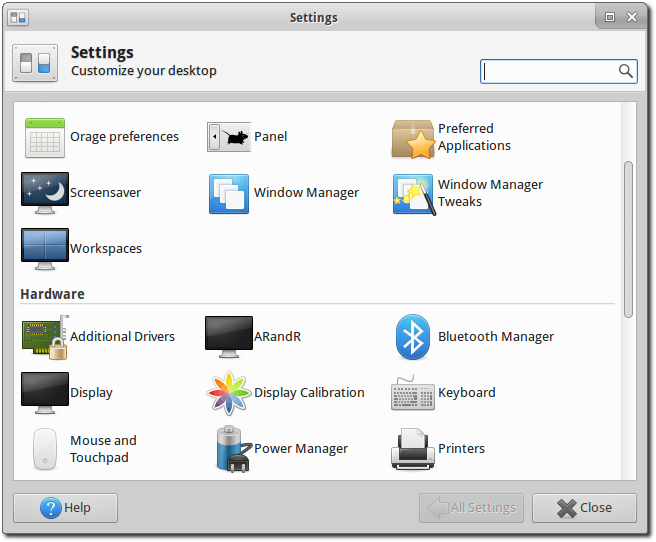 Settings
Settings
Customize your desktop
Orage preferences
Panel
Preferred
Applications
Screensaver
Window Manager
Window Manager
Tweaks
Workspaces
Hardware
Additional Drivers
ARandR
Bluetooth Manager
Display
Display Calibration
Keyboard
Mouse and
Touchpad
Power Manager
Printers
? Help
All Settings
Close